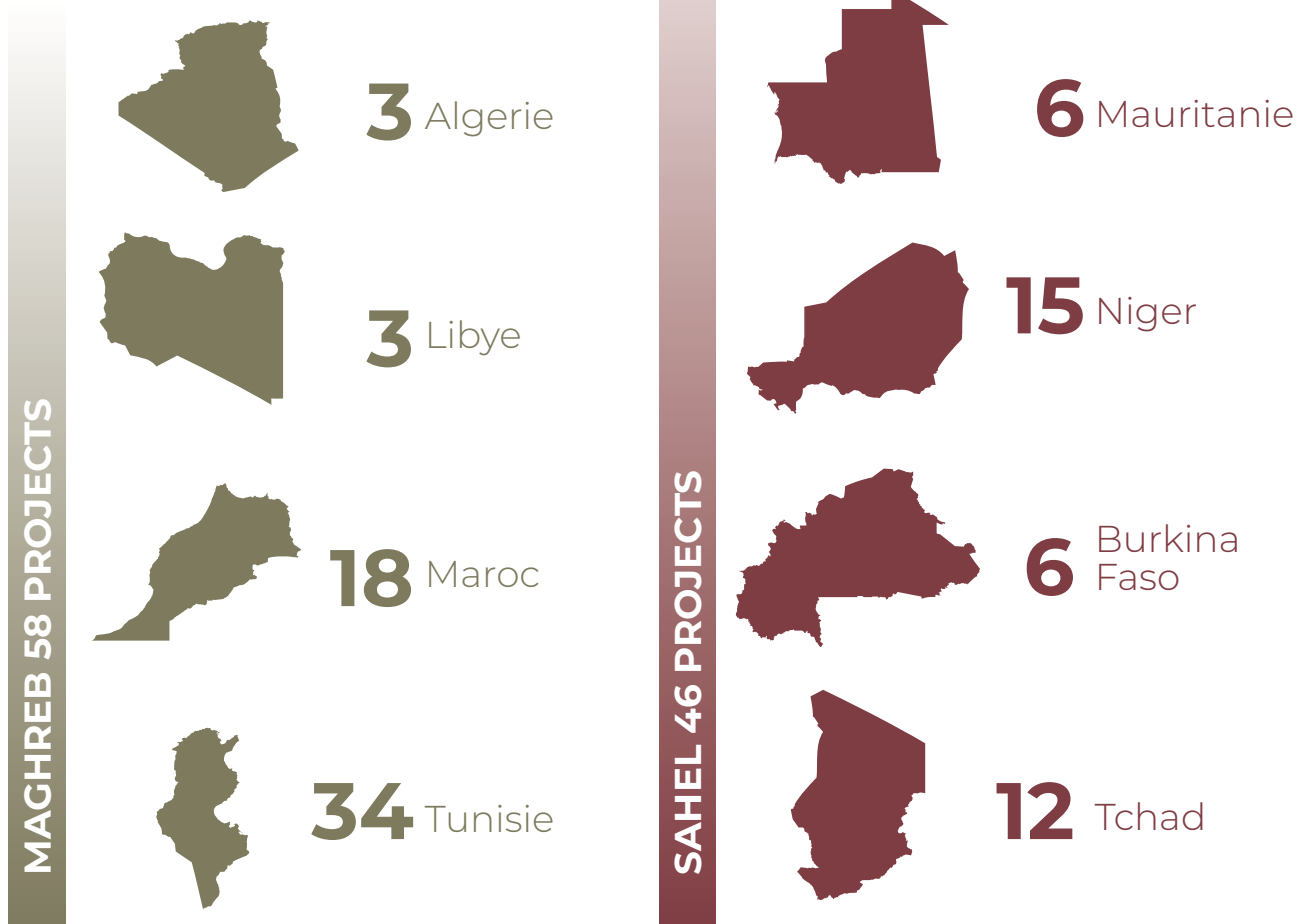 MAGHREB 58 PROJECTS
3 Algerie
3 Libye
18 Maroc
34 Tunisie
SAHEL 46 PROJECTS
6 Mauritanie
15 Niger
6 Burkina
Faso
12 Tchad